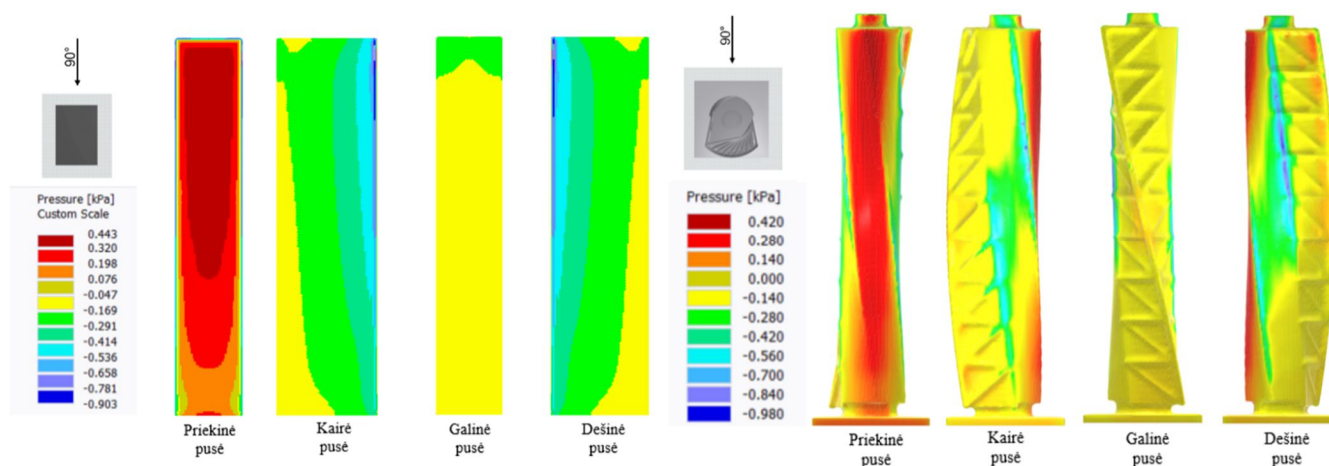 90°
Pressure [kPa]
Custom Scale
0.443
0.320
0.198
0.076
-0.047
-0.169
-0.291
-0.414
-0.536
-0.658
-0.781
-0.903
Priekinė
pusė
Kairė
pusė
Galinė
pusė
Dešinė
pusė
90°
Pressure [kPa]
0.420
0.280
0.140
0.000
-0.140
-0.280
-0.420
-0.560
-0.700
-0.840
-0.980
Priekinė
pusė
Kairė
pusė
Galinė
pusė
Dešinė
pusė